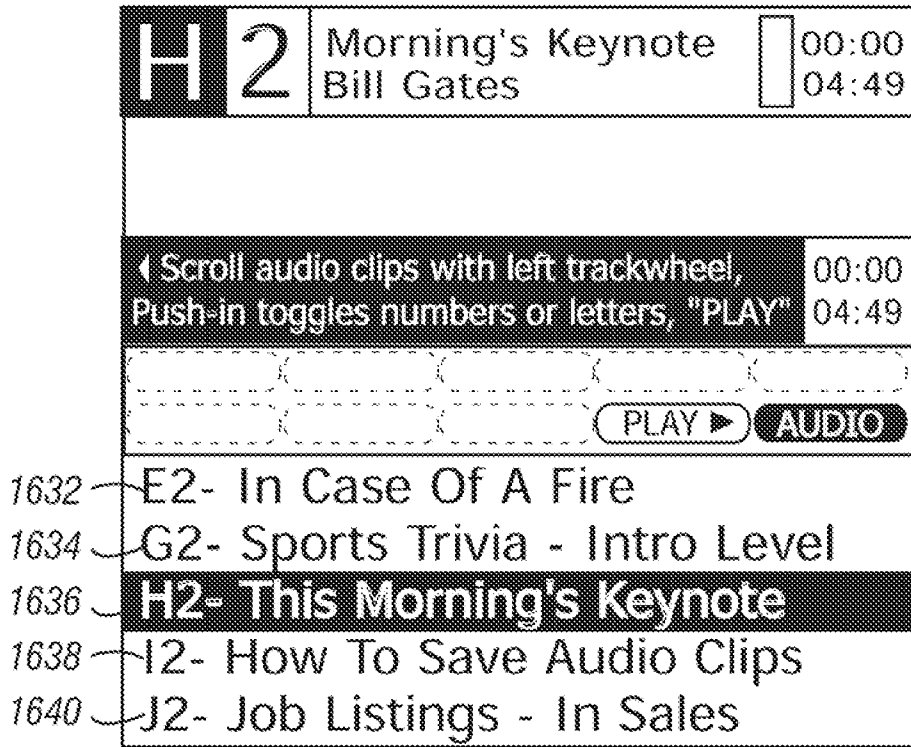 H 2 Morning's Keynote 00:00
Bill Gates 04:49
Scroll audio clips with left trackwheel, 00:00
Push-in toggles numbers or letters, "PLAY" 04:49
PLAY AUDIO
1632 E2- In Case Of A Fire
1634 G2- Sports Trivia - Intro Level
1636 H2- This Morning's Keynote
1638 I2- How To Save Audio Clips
1640 J2- Job Listings - In Sales